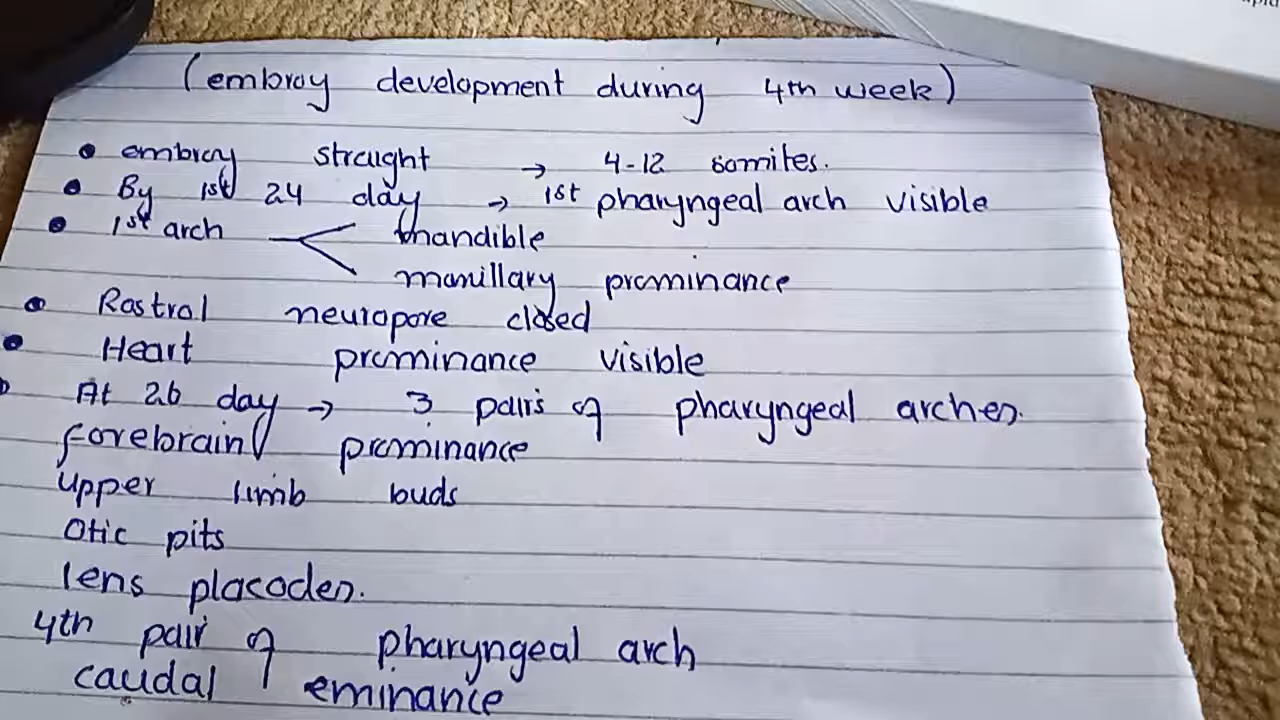 (embroy development during 4th week)
• embroy straught → 4-12 somites.
• By 1st 24 day → 1st pharyngeal arch visible
• 1st arch < mandible
maxillary prominance
• Rostral neuropore closed
• Heart prominance visible
• At 26 day → 3 pairs of pharyngeal arches.
forebrain prominance
Upper limb buds
Otic pits
lens placodes.
4th pair of pharyngeal arch
caudal eminance